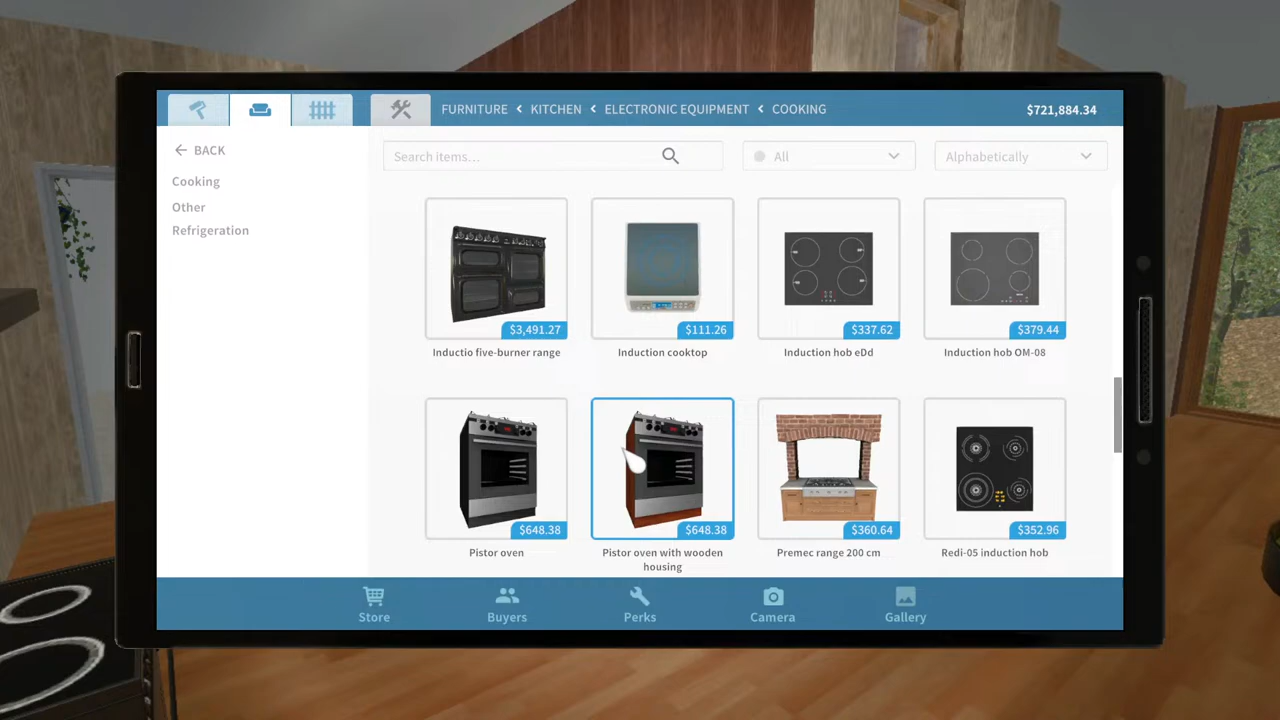 FURNITURE < KITCHEN < ELECTRONIC EQUIPMENT < COOKING
$721,884.34
BACK
Cooking
Other
Refrigeration
Search items...
All
Alphabetically
$3,491.27
$111.26
$337.62
$379.44
Inductio five-burner range
Induction cooktop
Induction hob eDd
Induction hob OM-08
$648.38
$648.38
$360.64
$352.96
Pistor oven
Pistor oven with wooden
housing
Premec range 200 cm
Redi-05 induction hob
Store
Buyers
Perks
Camera
Gallery